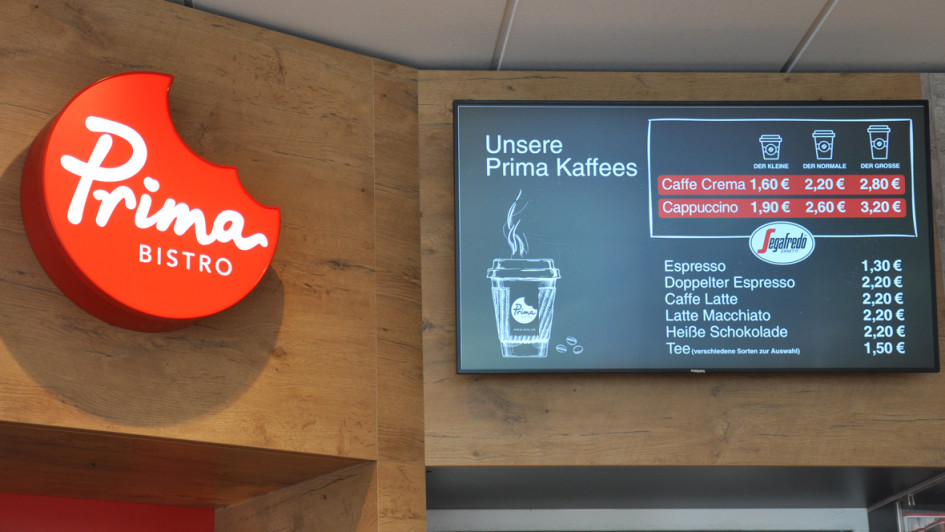 Prima
BISTRO
Unsere
Prima Kaffees
DER KLEINE DER NORMALE DER GROSSE
Caffe Crema 1,60 € 2,20 € 2,80 €
Cappuccino 1,90 € 2,60 € 3,20 €
Segafredo
Espresso 1,30 €
Doppelter Espresso 2,20 €
Caffe Latte 2,20 €
Latte Macchiato 2,20 €
Heiße Schokolade 2,20 €
Tee (verschiedene Sorten zur Auswahl) 1,50 €
Prima
PHILIPS